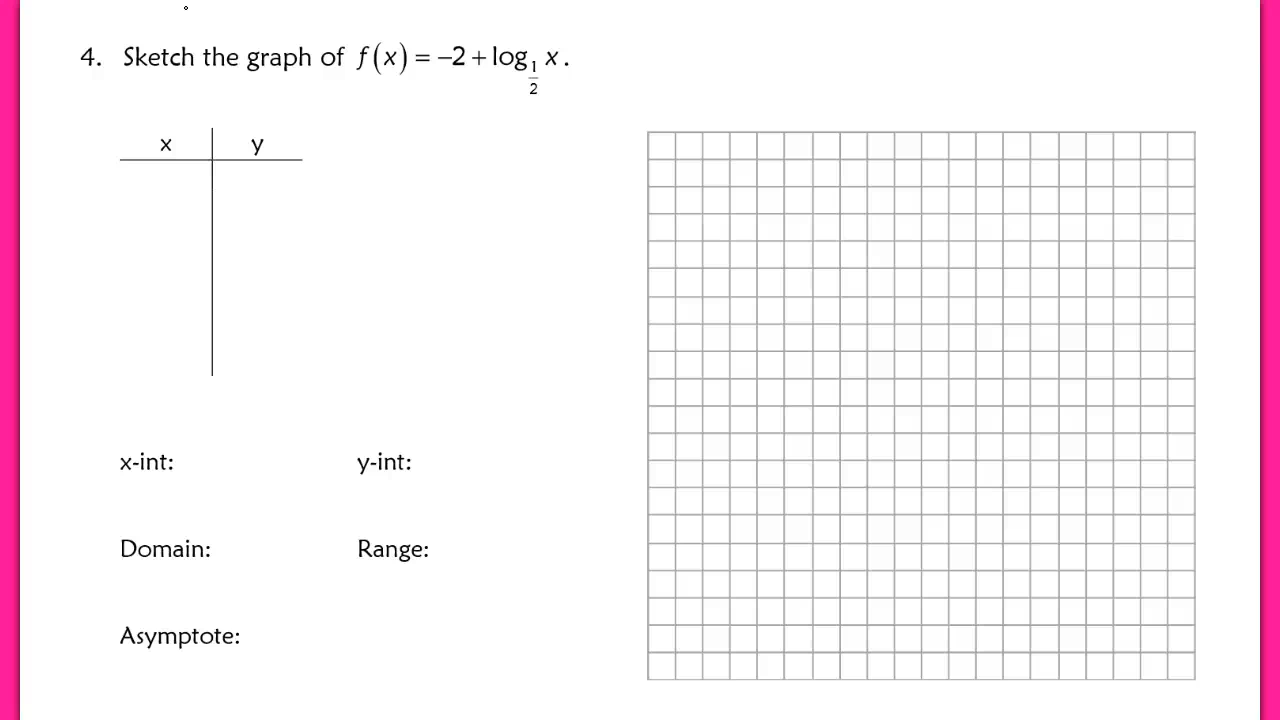 4. Sketch the graph of f(x) = −2 + log_{1/2} x.
x y
x-int: y-int:
Domain: Range:
Asymptote: